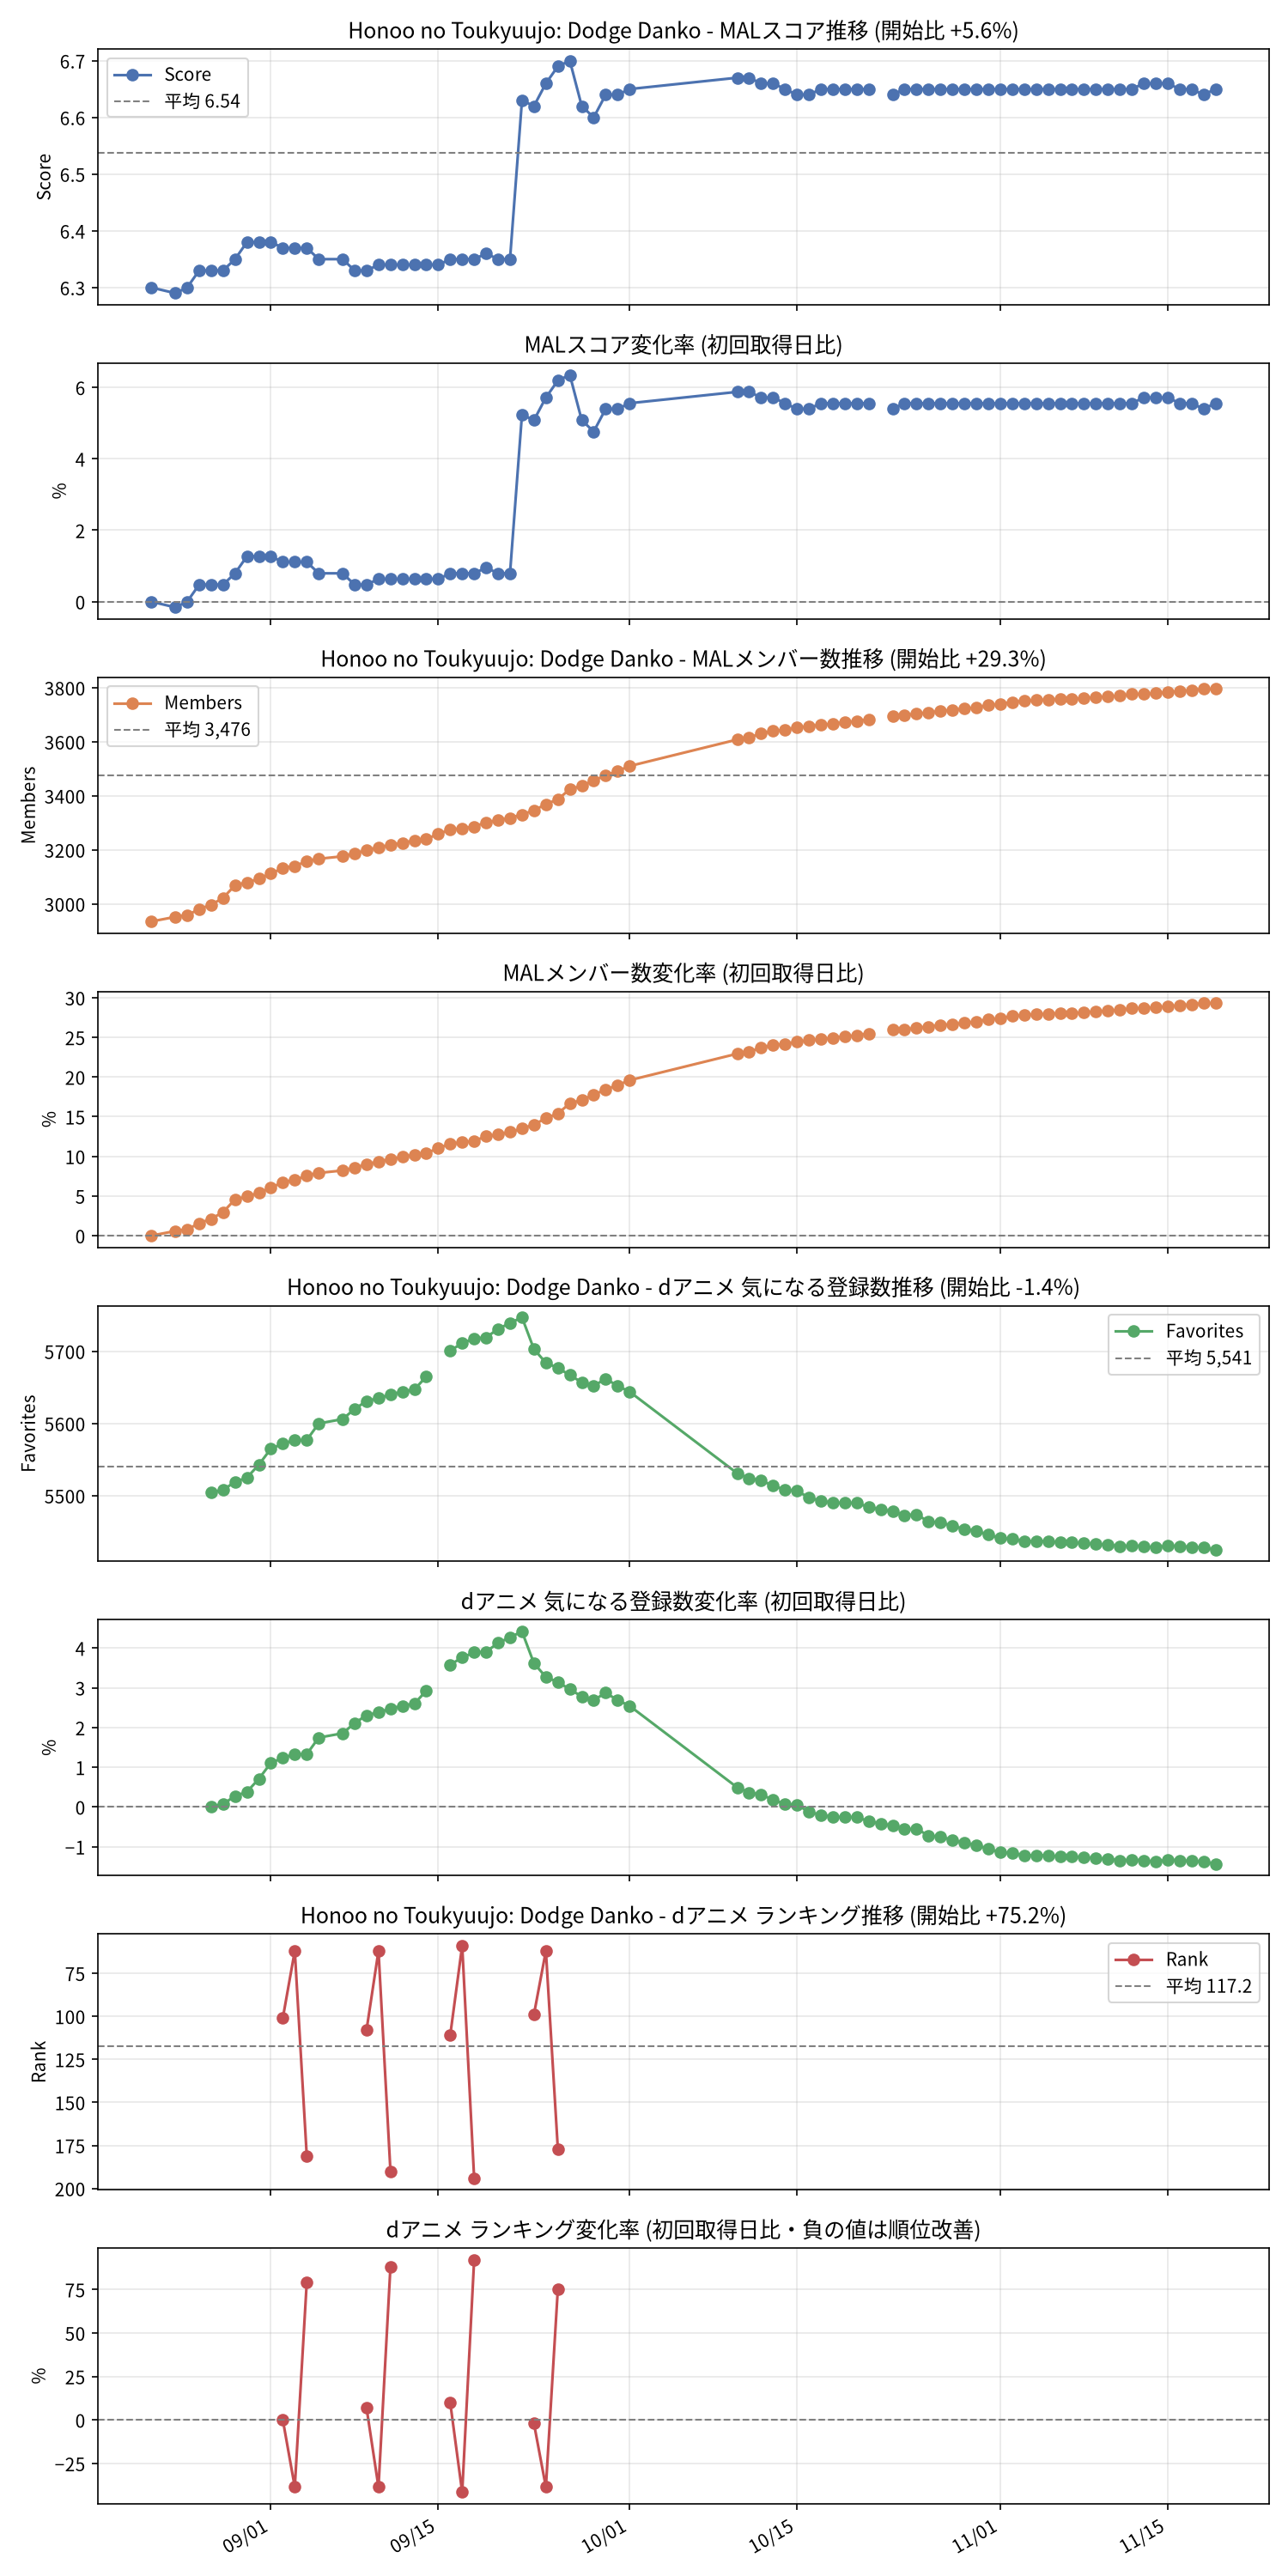 Honoo no Toukyuujo: Dodge Danko - MALスコア推移 (開始比 +5.6%)
6.7
6.6
6.5
6.4
6.3
Score
Score
平均 6.54
MALスコア変化率 (初回取得日比)
6
4
2
0
%
Honoo no Toukyuujo: Dodge Danko - MALメンバー数推移 (開始比 +29.3%)
3800
3600
3400
3200
3000
Members
Members
平均 3,476
MALメンバー数変化率 (初回取得日比)
30
25
20
15
10
5
0
%
Honoo no Toukyuujo: Dodge Danko - dアニメ 気になる登録数推移 (開始比 -1.4%)
5700
5600
5500
Favorites
Favorites
平均 5,541
dアニメ 気になる登録数変化率 (初回取得日比)
4
3
2
1
0
−1
%
Honoo no Toukyuujo: Dodge Danko - dアニメ ランキング推移 (開始比 +75.2%)
75
100
125
150
175
200
Rank
Rank
平均 117.2
dアニメ ランキング変化率 (初回取得日比・負の値は順位改善)
75
50
25
0
−25
%
09/01
09/15
10/01
10/15
11/01
11/15